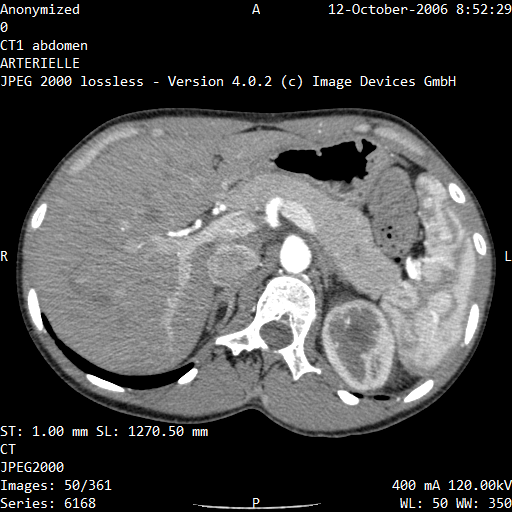 Anonymized A 12-October-2006 8:52:29
0
CT1 abdomen
ARTERIELLE
JPEG 2000 lossless - Version 4.0.2 (c) Image Devices GmbH
R L
ST: 1.00 mm SL: 1270.50 mm
CT
JPEG2000
Images: 50/361 400 mA 120.00kV
Series: 6168 P WL: 50 WW: 350